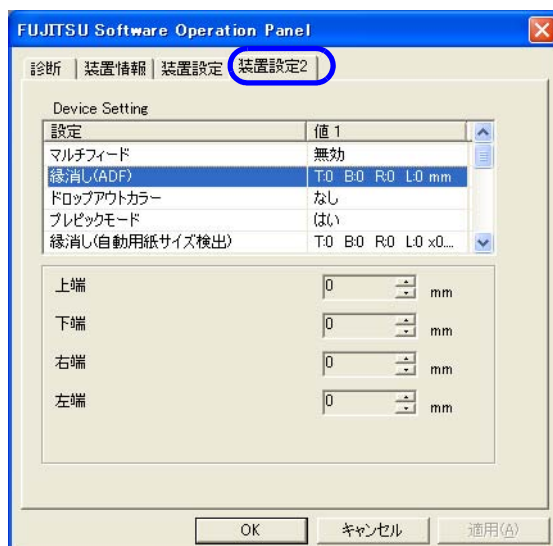 FUJITSU Software Operation Panel
診断 装置情報 装置設定 装置設定2
Device Setting
設定 値 1
マルチフィード 無効
縁消し(ADF) T:0 B:0 R:0 L:0 mm
ドロップアウトカラー なし
プレピックモード はい
縁消し(自動用紙サイズ検出) T:0 B:0 R:0 L:0 x0...
上端 0 mm
下端 0 mm
右端 0 mm
左端 0 mm
OK キャンセル 適用(A)